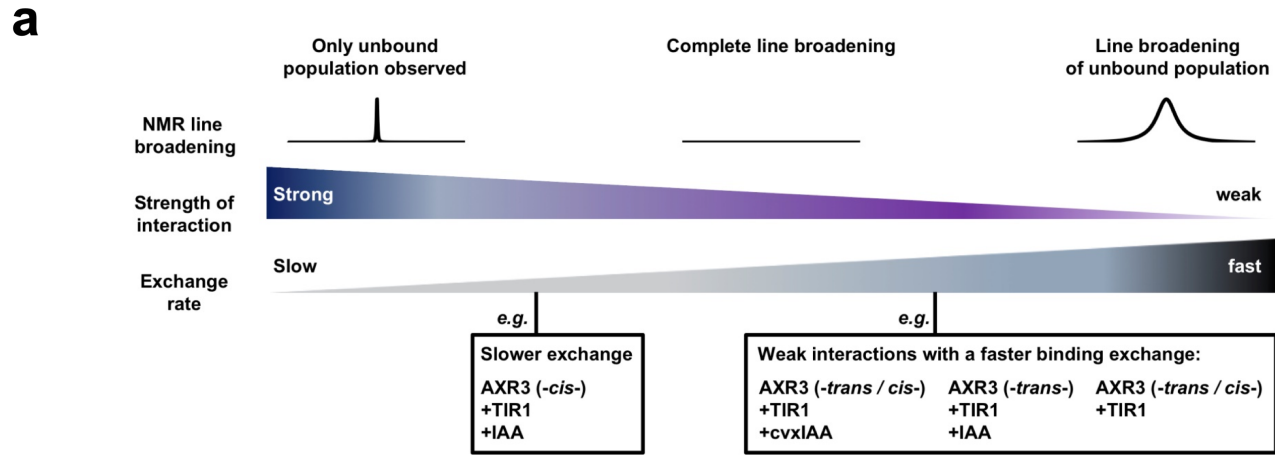 a
Only unbound
population observed
Complete line broadening
Line broadening
of unbound population
NMR line
broadening
Strength of
interaction
Strong
weak
Exchange
rate
Slow
fast
e.g.
e.g.
Slower exchange
AXR3 (-cis-)
+TIR1
+IAA
Weak interactions with a faster binding exchange:
AXR3 (-trans / cis-)
+TIR1
+cvxIAA
AXR3 (-trans-)
+TIR1
+IAA
AXR3 (-trans / cis-)
+TIR1